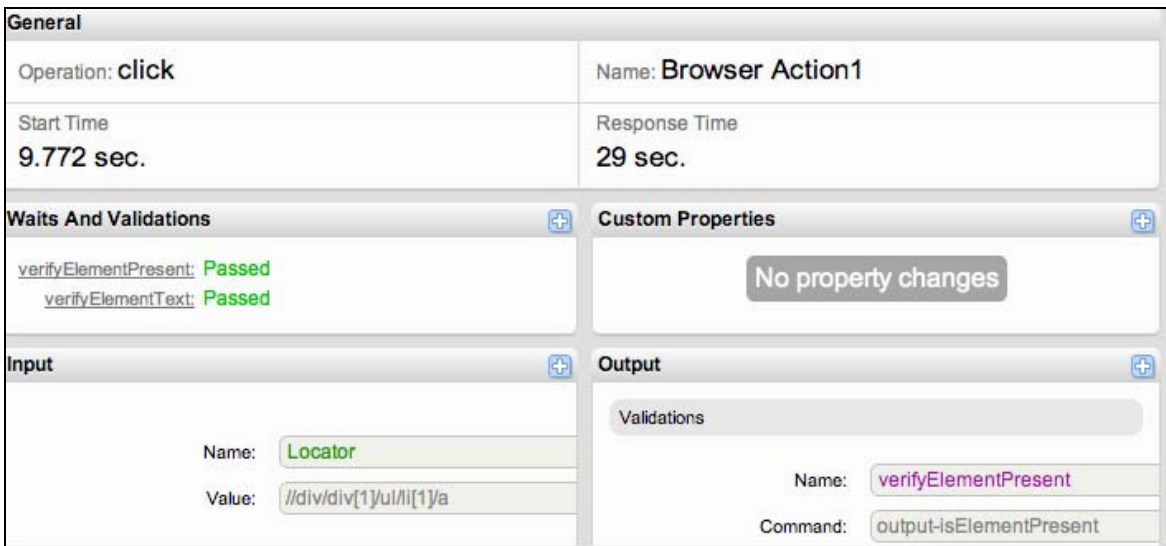 General
Operation: click
Name: Browser Action1
Start Time
9.772 sec.
Response Time
29 sec.
Waits And Validations
Custom Properties
verifyElementPresent: Passed
verifyElementText: Passed
No property changes
Input
Output
Validations
Name: Locator
Value: //div/div[1]/ul/li[1]/a
Name: verifyElementPresent
Command: output-isElementPresent